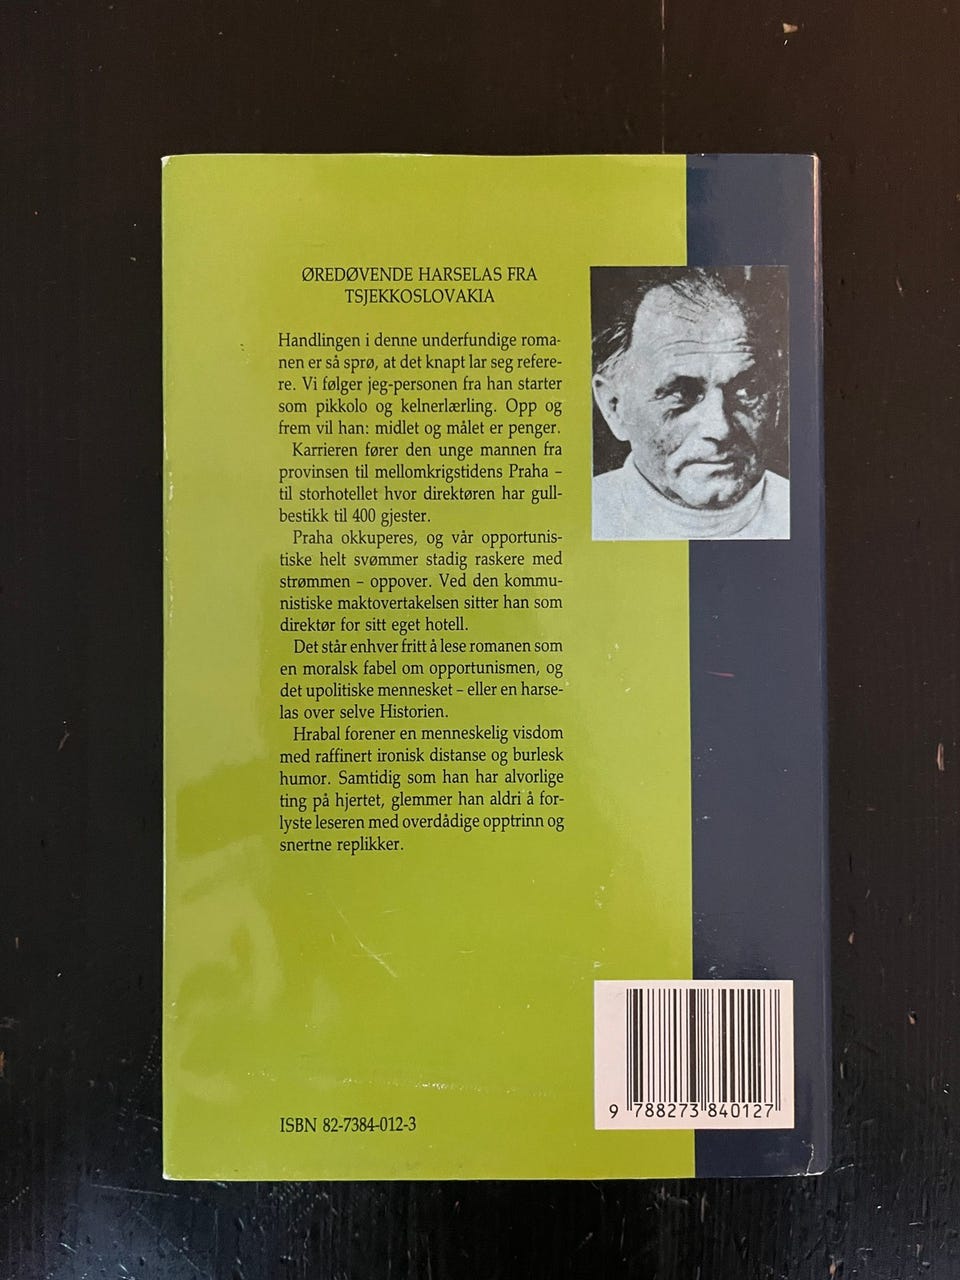 ØREDØVENDE HARSELAS FRA
TSJEKKOSLOVAKIA
Handlingen i denne underfundige roma-
nen er så sprø, at det knapt lar seg refere-
re. Vi følger jeg-personen fra han starter
som pikkolo og kelnerlærling. Opp og
frem vil han: midlet og målet er penger.
Karrieren fører den unge mannen fra
provinsen til mellomkrigstidens Praha –
til storhotellet hvor direktøren har gull-
bestikk til 400 gjester.
Praha okkuperes, og vår opportunis-
tiske helt svømmer stadig raskere med
strømmen – oppover. Ved den kommu-
nistiske maktovertakelsen sitter han som
direktør for sitt eget hotell.
Det står enhver fritt å lese romanen som
en moralsk fabel om opportunismen, og
det upolitiske mennesket – eller en harse-
las over selve Historien.
Hrabal forener en menneskelig visdom
med raffinert ironisk distanse og burlesk
humor. Samtidig som han har alvorlige
ting på hjertet, glemmer han aldri å for-
lyste leseren med overdådige opptrinn og
snertne replikker.
ISBN 82-7384-012-3
9 788273 840127